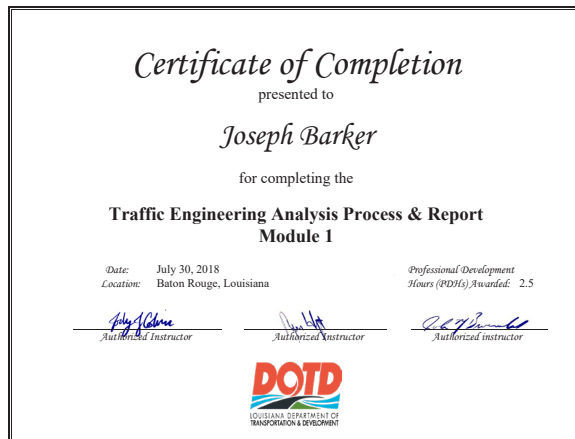 Certificate of Completion
presented to
Joseph Barker
for completing the
Traffic Engineering Analysis Process & Report
Module 1
Date: July 30, 2018
Location: Baton Rouge, Louisiana
Professional Development
Hours (PDHs) Awarded: 2.5
Authorized Instructor
Authorized Instructor
Authorized instructor
DOTD
LOUISIANA DEPARTMENT OF
TRANSPORTATION & DEVELOPMENT